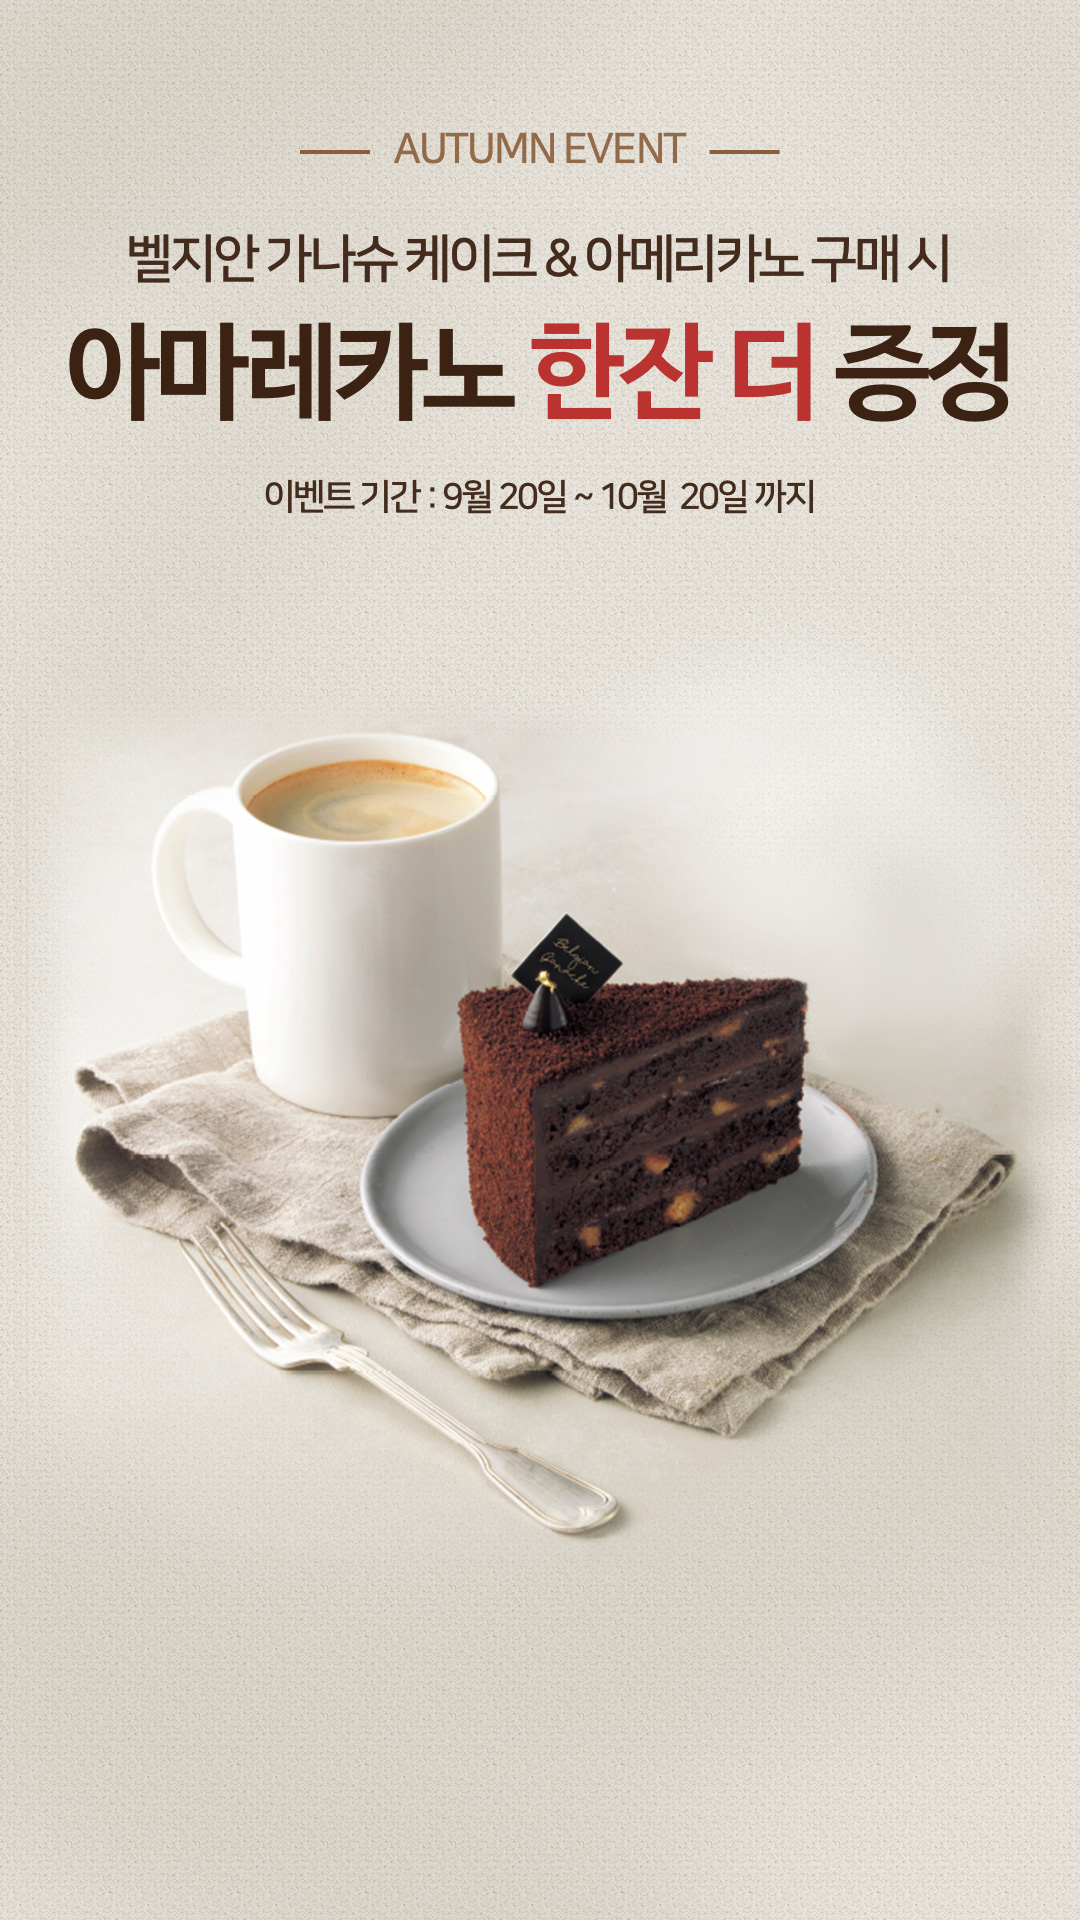 AUTUMN EVENT
벨지안 가나슈 케이크 & 아메리카노 구매 시
아마레카노 한잔 더 증정
이벤트 기간 : 9월 20일 ~ 10월 20일 까지
Belgian
Ganache